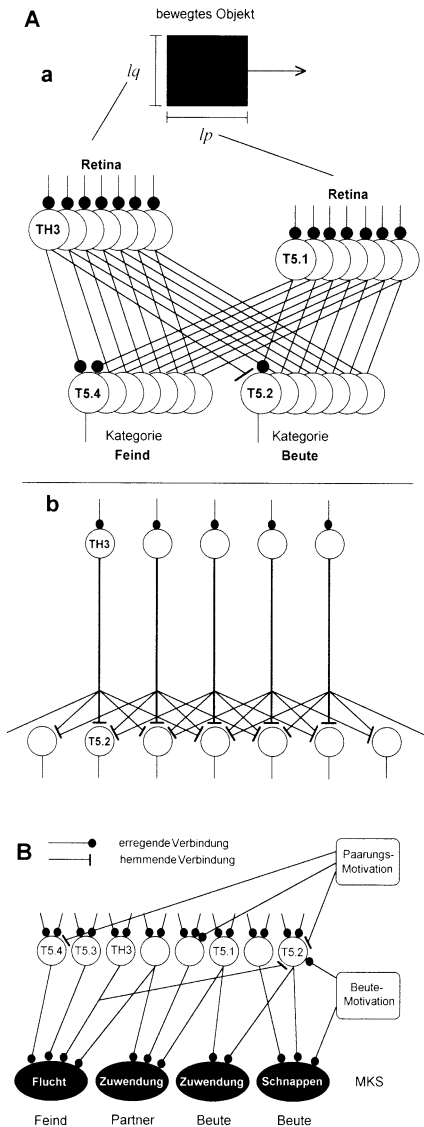 A
bewegtes Objekt
a
lq
lp
Retina
Retina
TH3
T5.1
T5.4
T5.2
Kategorie
Feind
Kategorie
Beute
b
TH3
T5.2
B
erregende Verbindung
hemmende Verbindung
Paarungs-
Motivation
T5.4 T5.3 TH3 T5.1 T5.2
Beute-
Motivation
Flucht Zuwendung Zuwendung Schnappen MKS
Feind Partner Beute Beute